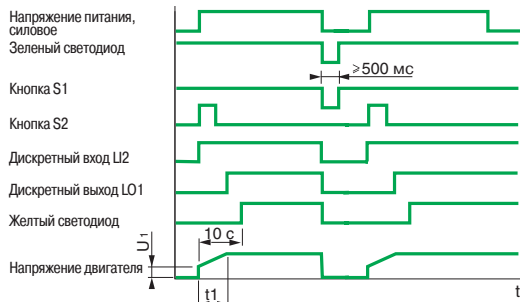 Напряжение питания,
силовое
Зеленый светодиод
≥500 мс
Кнопка S1
Кнопка S2
Дискретный вход LI2
Дискретный выход LO1
Желтый светодиод
10 с
U1
Напряжение двигателя
t1
t